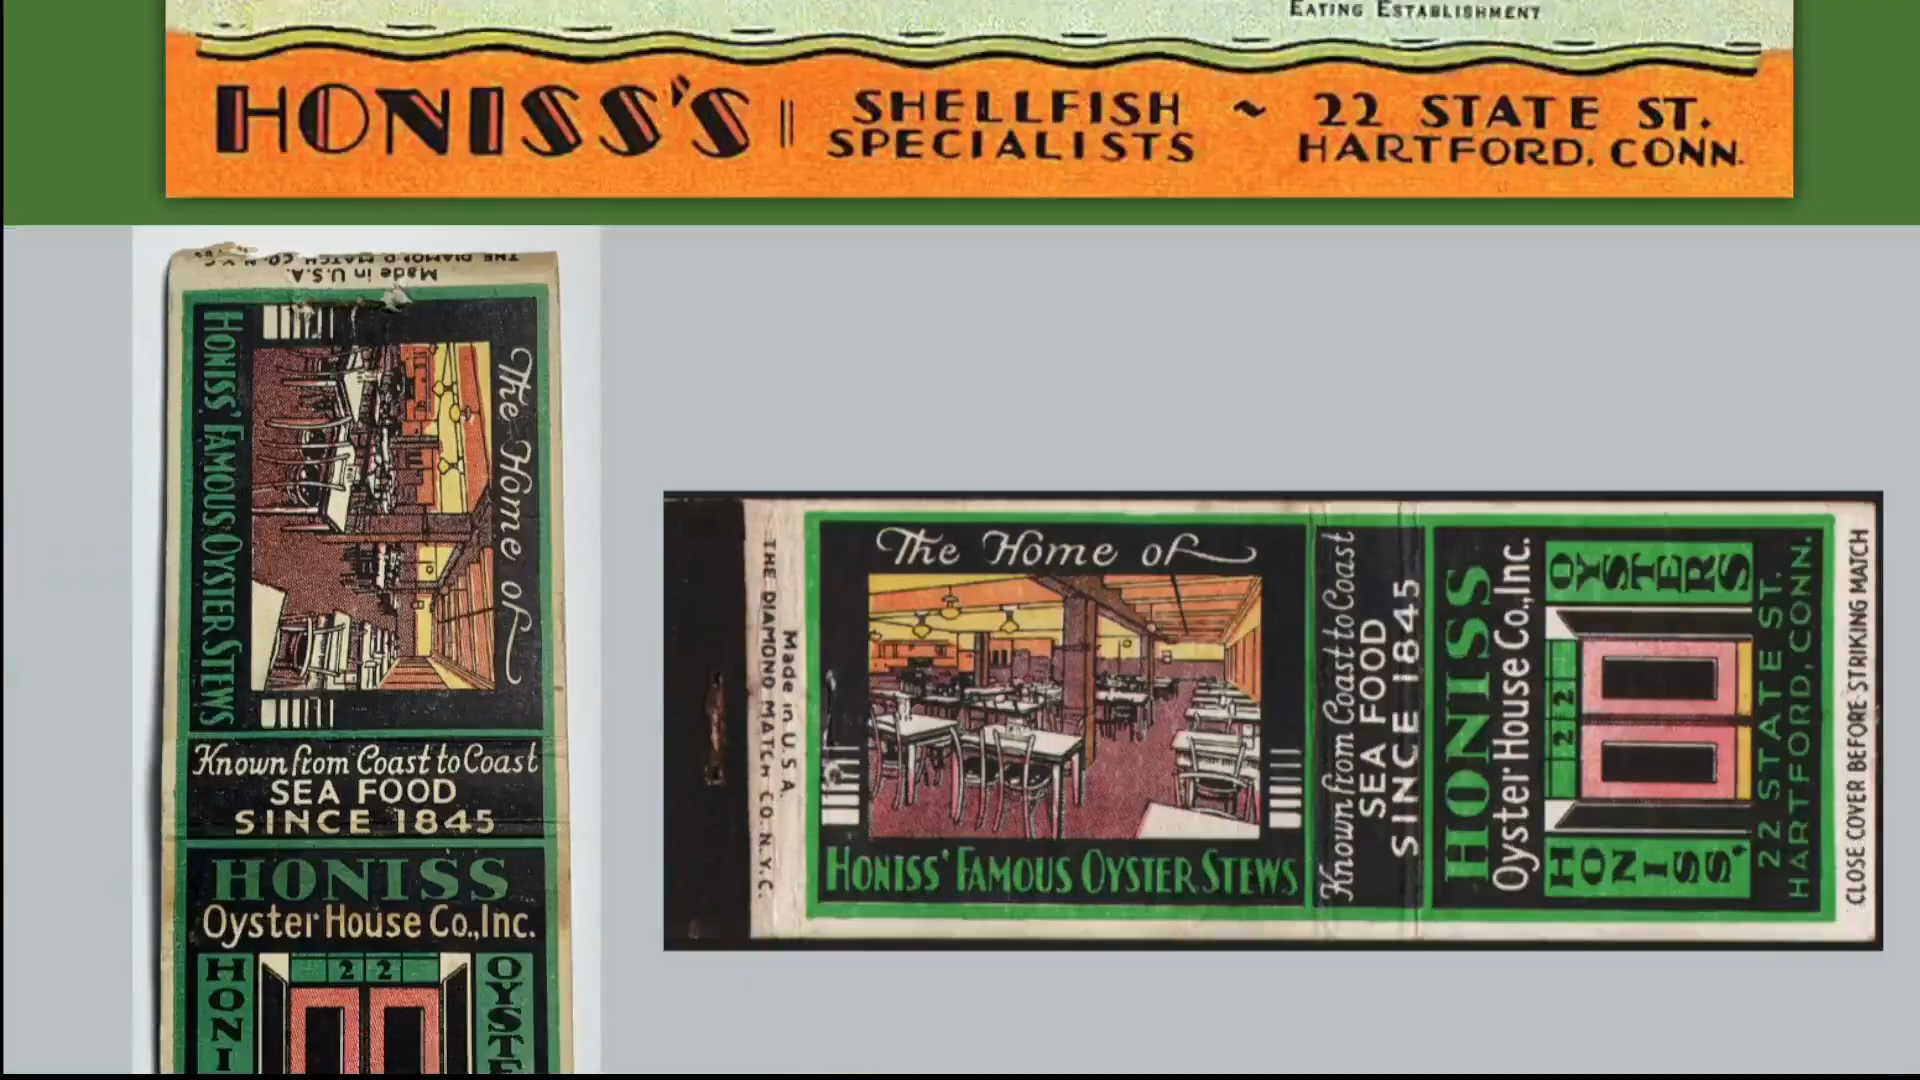 EATING ESTABLISHMENT
HONISS'S || SHELLFISH SPECIALISTS ~ 22 STATE ST. HARTFORD, CONN.
THE DIAMOND MATCH CO. N.Y.C.
Made in U.S.A.
The Home of
HONISS' FAMOUS OYSTER STEWS
Known from Coast to Coast
SEA FOOD
SINCE 1845
HONISS
Oyster House Co., Inc.
22
HONI
OYSTE
THE DIAMOND MATCH CO. N.Y.C.
Made in U.S.A.
The Home of
HONISS' FAMOUS OYSTER STEWS
Known from Coast to Coast
SEA FOOD
SINCE 1845
HONISS
Oyster House Co., Inc.
22
HONISS'
OYSTERS
22 STATE ST.
HARTFORD, CONN.
CLOSE COVER BEFORE STRIKING MATCH